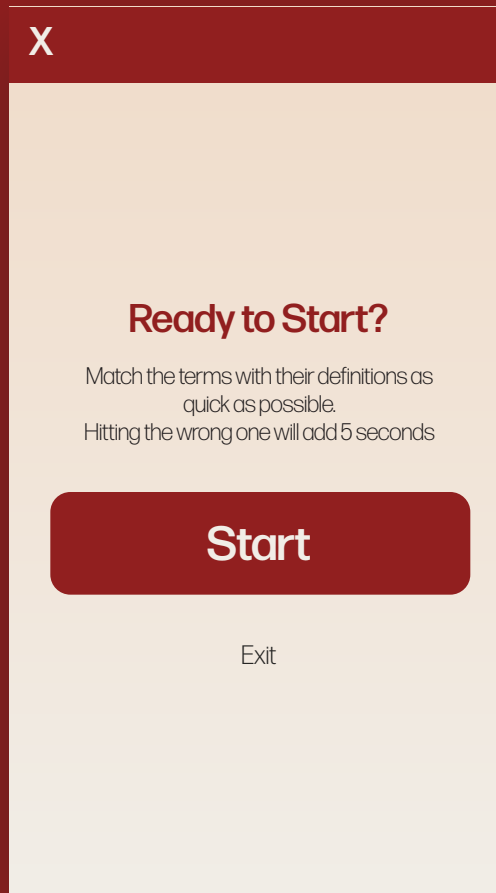 X
Ready to Start?
Match the terms with their definitions as
quick as possible.
Hitting the wrong one will add 5 seconds
Start
Exit